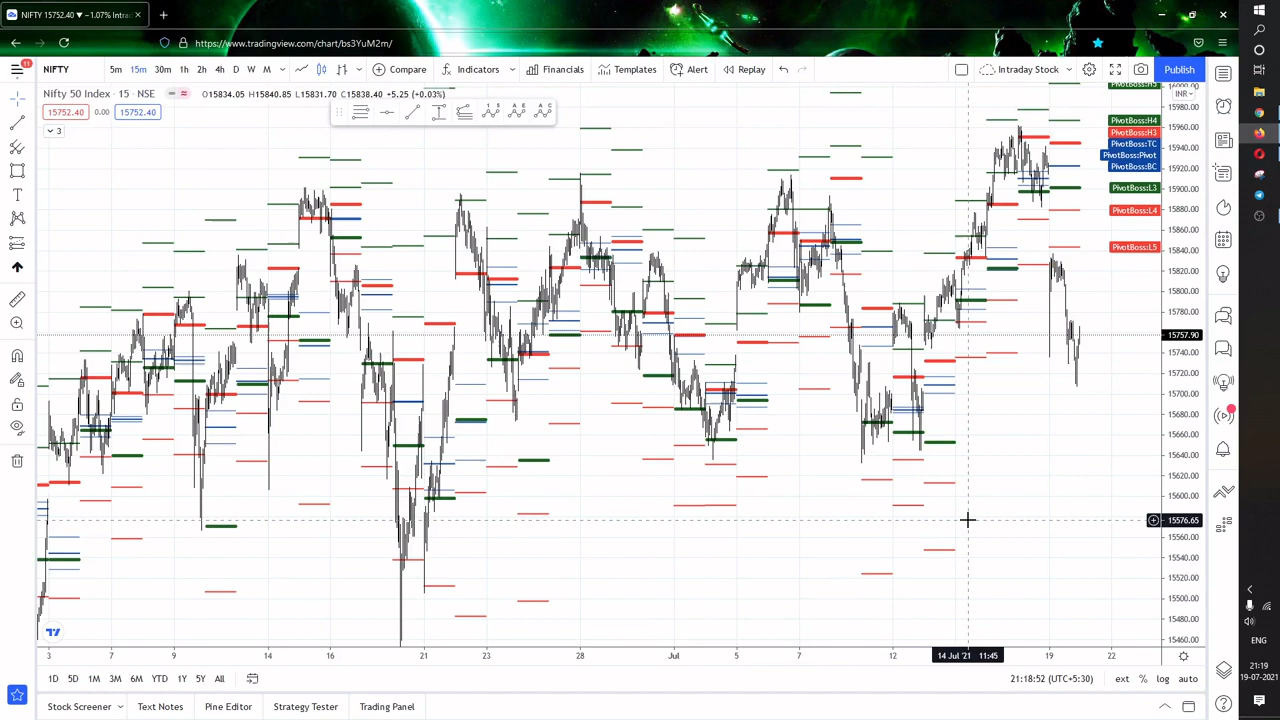 NIFTY 15752.40 ▼ −1.07% Intra
https://www.tradingview.com/chart/bs3YuM2m/
11
NIFTY
5m 15m 30m 1h 2h 4h D W M
Compare
Indicators
Financials
Templates
Alert
Replay
Intraday Stock
Publish
Nifty 50 Index · 15 · NSE
O15834.05 H15840.85 L15831.70 C15838.40 +5.25 (+0.03%)
15752.40 0.00 15752.40
3
INR
PivotBoss:H5
PivotBoss:H4
PivotBoss:H3
PivotBoss:TC
PivotBoss:Pivot
PivotBoss:BC
PivotBoss:L3
PivotBoss:L4
PivotBoss:L5
15980.00
15960.00
15940.00
15920.00
15900.00
15880.00
15860.00
15840.00
15820.00
15800.00
15780.00
15757.90
15740.00
15720.00
15700.00
15680.00
15660.00
15640.00
15620.00
15600.00
15576.65
15560.00
15540.00
15520.00
15500.00
15480.00
15460.00
3 7 9 14 16 21 23 28 Jul 5 7 12 14 Jul '21 11:45 19 22
1D 5D 1M 3M 6M YTD 1Y 5Y All
21:18:52 (UTC+5:30)
ext % log auto
Stock Screener
Text Notes
Pine Editor
Strategy Tester
Trading Panel
ENG
21:19
19-07-2021